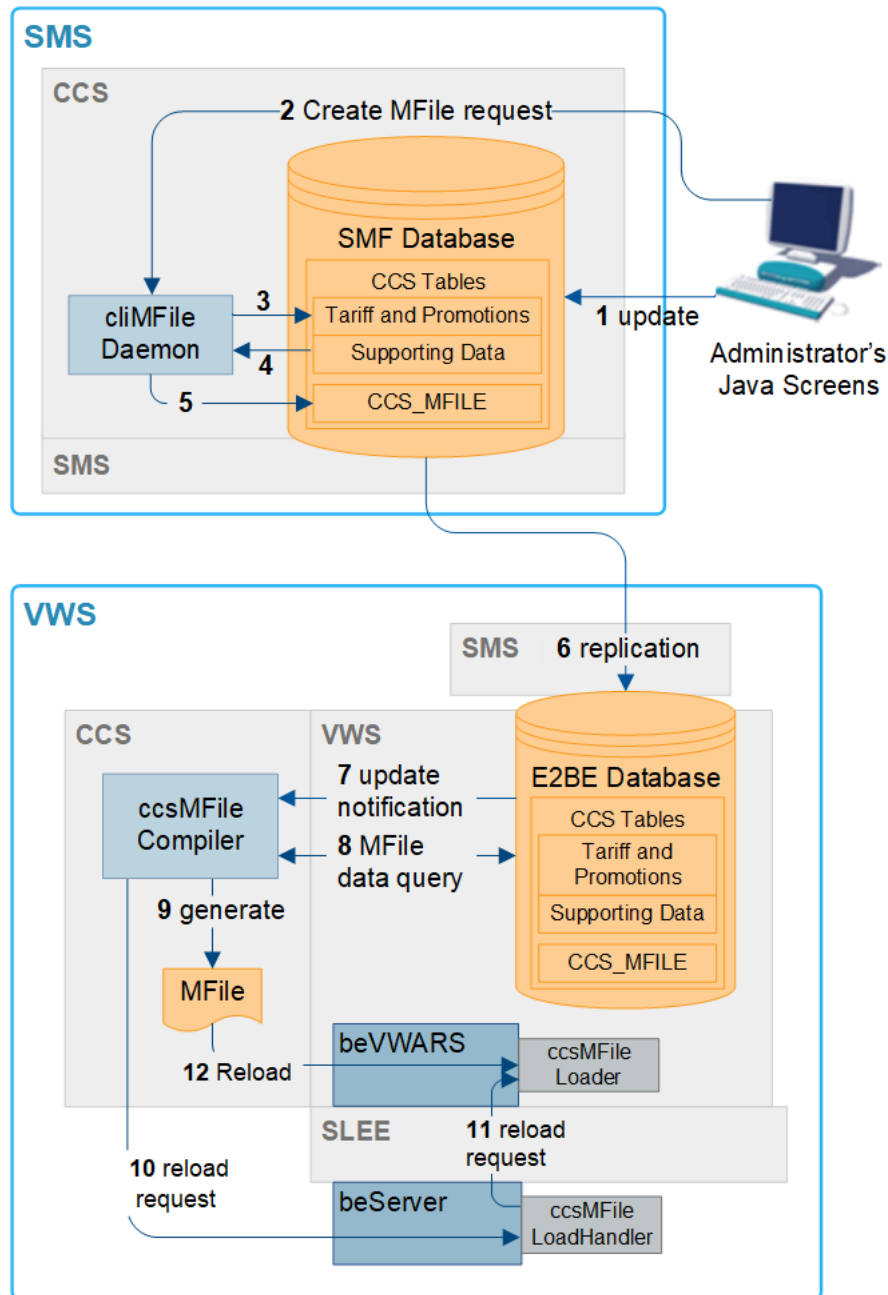 SMS
CCS
2 Create MFile request
SMF Database
CCS Tables
Tariff and Promotions
Supporting Data
CCS_MFILE
cliMFile
Daemon
3
4
5
1 update
Administrator's
Java Screens
SMS
VWS
SMS
6 replication
CCS
VWS
7 update
notification
E2BE Database
CCS Tables
Tariff and
Promotions
Supporting Data
CCS_MFILE
ccsMFile
Compiler
8 MFile
data query
9 generate
MFile
beVWARS
ccsMFile
Loader
12 Reload
SLEE
11 reload
request
10 reload
request
beServer
ccsMFile
LoadHandler